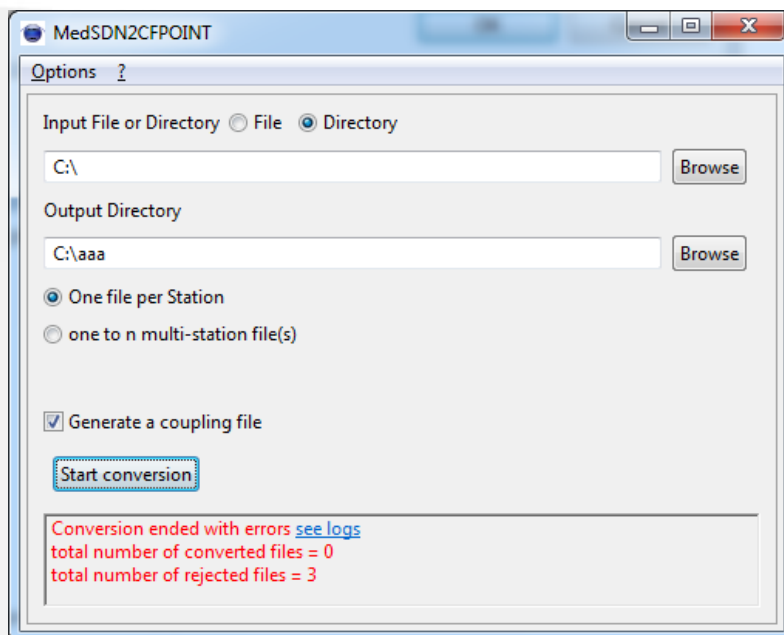 MedSDN2CFPOINT
Options ?
Input File or Directory File Directory
C:\
Browse
Output Directory
C:\aaa
Browse
One file per Station
one to n multi-station file(s)
Generate a coupling file
Start conversion
Conversion ended with errors see logs
total number of converted files = 0
total number of rejected files = 3